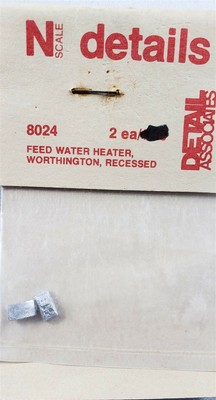 N SCALE details
8024 2 ea/
FEED WATER HEATER,
WORTHINGTON, RECESSED
DETAIL
ASSOCIATES